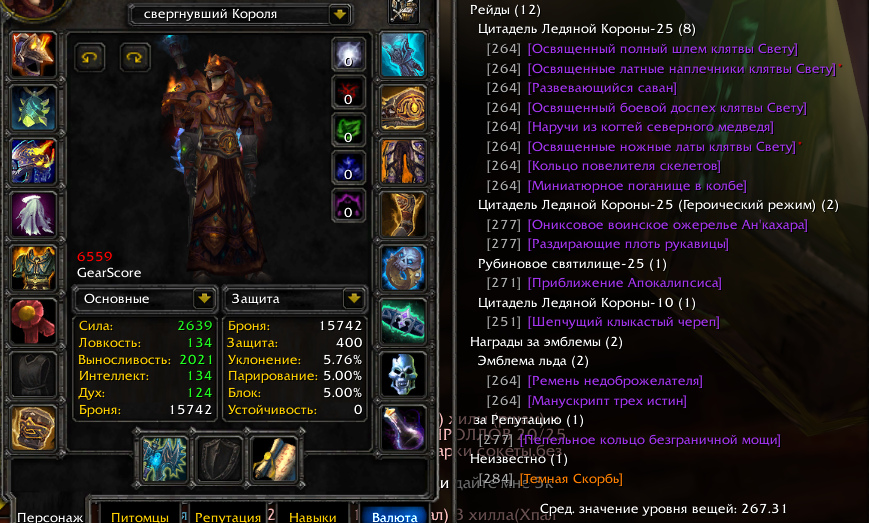 свергнувший Короля
0
0
0
0
0
6559
GearScore
Основные
Защита
Сила: 2639
Ловкость: 134
Выносливость: 2021
Интеллект: 134
Дух: 124
Броня: 15742
Броня: 15742
Защита: 400
Уклонение: 5.76%
Парирование: 5.00%
Блок: 5.00%
Устойчивость: 0
Персонаж
Питомцы
Репутация
Навыки
Валюта
Рейды (12)
Цитадель Ледяной Короны-25 (8)
[264] [Освященный полный шлем клятвы Свету]
[264] [Освященные латные наплечники клятвы Свету]*
[264] [Развевающийся саван]
[264] [Освященный боевой доспех клятвы Свету]
[264] [Наручи из когтей северного медведя]
[264] [Освященные ножные латы клятвы Свету]*
[264] [Кольцо повелителя скелетов]
[264] [Миниатюрное поганище в колбе]
Цитадель Ледяной Короны-25 (Героический режим) (2)
[277] [Ониксовое воинское ожерелье Ан'кахара]
[277] [Раздирающие плоть рукавицы]
Рубиновое святилище-25 (1)
[271] [Приближение Апокалипсиса]
Цитадель Ледяной Короны-10 (1)
[251] [Шепчущий клыкастый череп]
Награды за эмблемы (2)
Эмблема льда (2)
[264] [Ремень недоброжелателя]
[264] [Манускрипт трех истин]
за Репутацию (1)
[277] [Пепельное кольцо безграничной мощи]
Неизвестно (1)
[284] [Темная Скорбь]
Сред. значение уровня вещей: 267.31
20/25
сокеты, без
и дайте мне
В хилла(Хпал